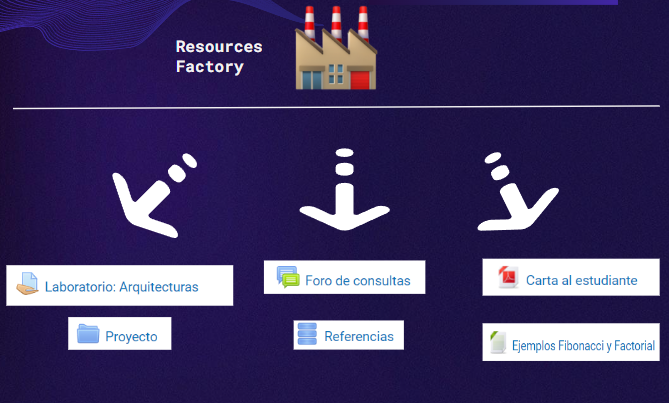 Resources
Factory
Laboratorio: Arquitecturas
Foro de consultas
Carta al estudiante
Proyecto
Referencias
Ejemplos Fibonacci y Factorial